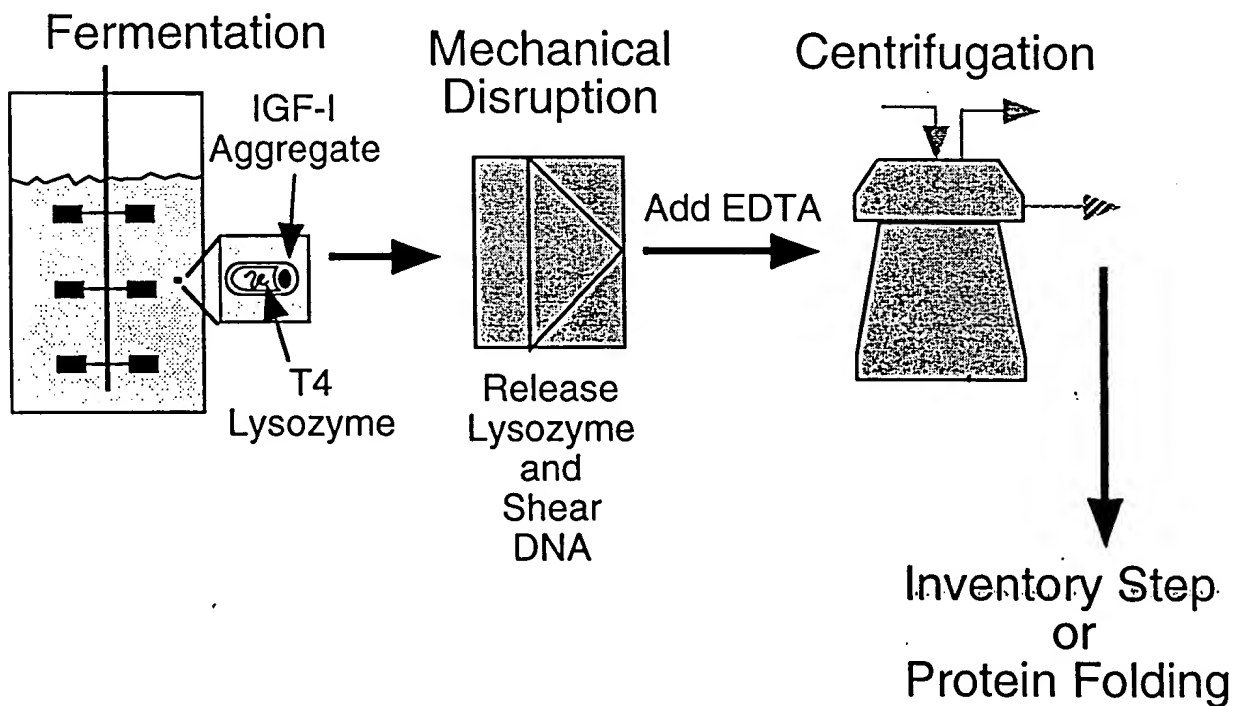 Fermentation
IGF-I
Aggregate
T4
Lysozyme
Mechanical
Disruption
Release
Lysozyme
and
Shear
DNA
Add EDTA
Centrifugation
Inventory Step
or
Protein Folding